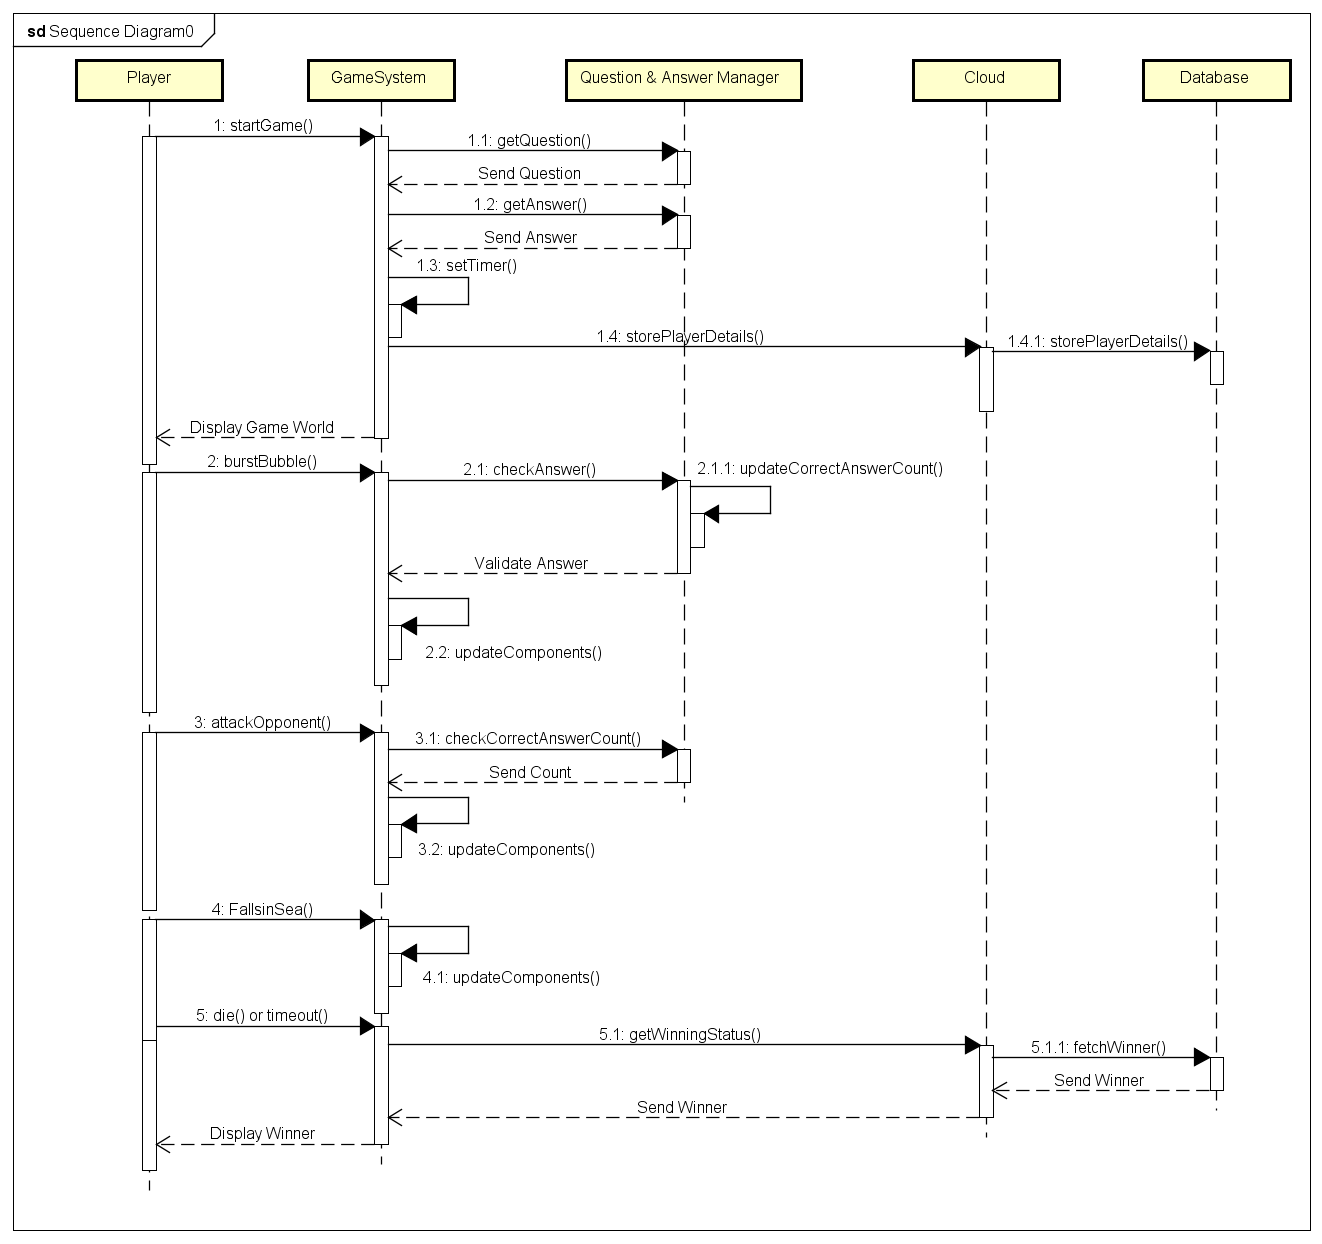 sd Sequence Diagram0
Player
GameSystem
Question & Answer Manager
Cloud
Database
1: startGame()
1.1: getQuestion()
Send Question
1.2: getAnswer()
Send Answer
1.3: setTimer()
1.4: storePlayerDetails()
1.4.1: storePlayerDetails()
Display Game World
2: burstBubble()
2.1: checkAnswer()
2.1.1: updateCorrectAnswerCount()
Validate Answer
2.2: updateComponents()
3: attackOpponent()
3.1: checkCorrectAnswerCount()
Send Count
3.2: updateComponents()
4: FallsinSea()
4.1: updateComponents()
5: die() or timeout()
5.1: getWinningStatus()
5.1.1: fetchWinner()
Send Winner
Send Winner
Display Winner